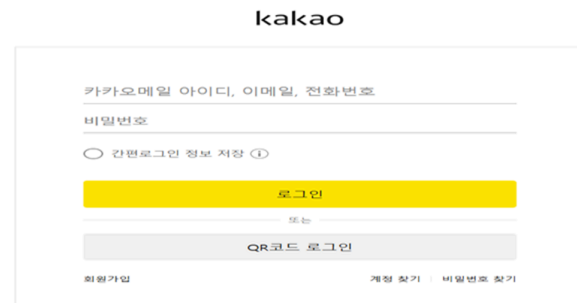 kakao
카카오메일 아이디, 이메일, 전화번호
비밀번호
간편로그인 정보 저장 i
로그인
또는
QR코드 로그인
회원가입 계정 찾기 비밀번호 찾기